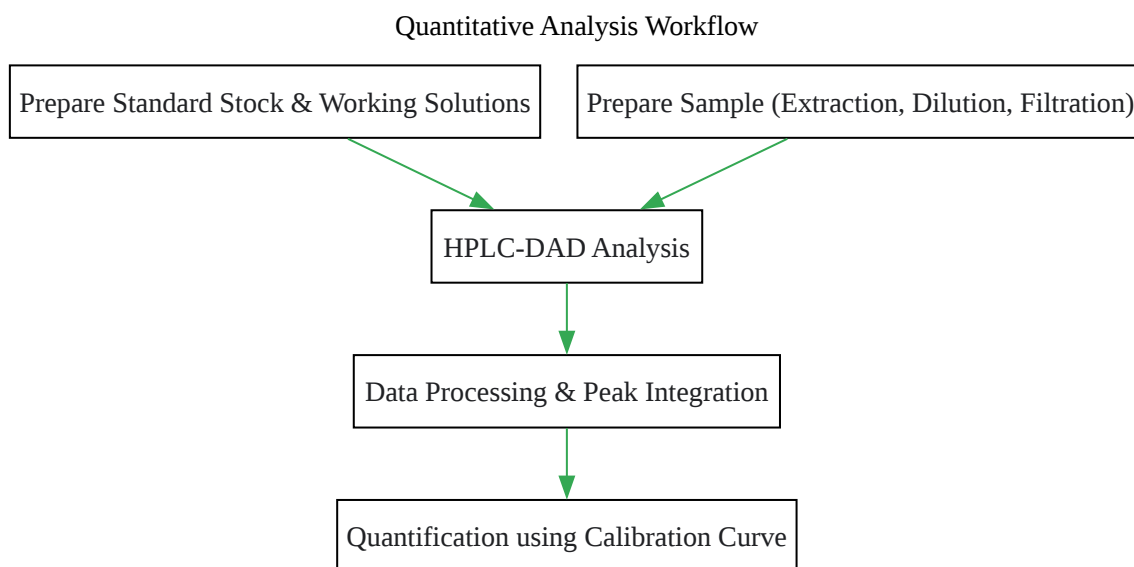 Quantitative Analysis Workflow
Prepare Standard Stock & Working Solutions
Prepare Sample (Extraction, Dilution, Filtration)
HPLC-DAD Analysis
Data Processing & Peak Integration
Quantification using Calibration Curve